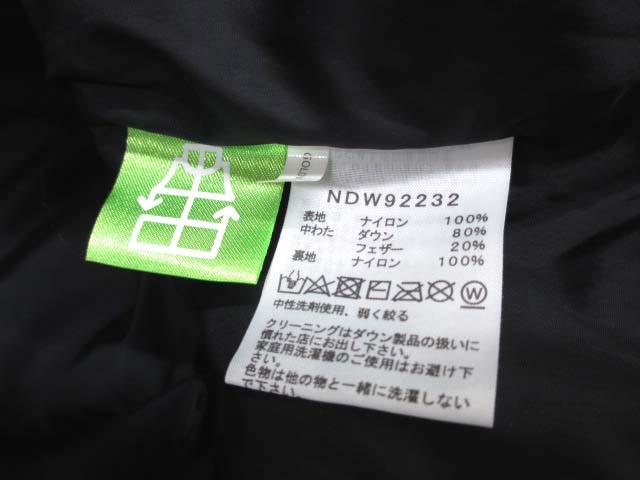 GOLD
NDW92232
表地 ナイロン 100%
中わた ダウン 80%
フェザー 20%
裏地 ナイロン 100%
W
中性洗剤使用、弱く絞る
クリーニングはダウン製品の扱いに
慣れた店にお出し下さい。
家庭用洗濯機のご使用はお避け下
さい。
色物は他の物と一緒に洗濯しない
で下さい。